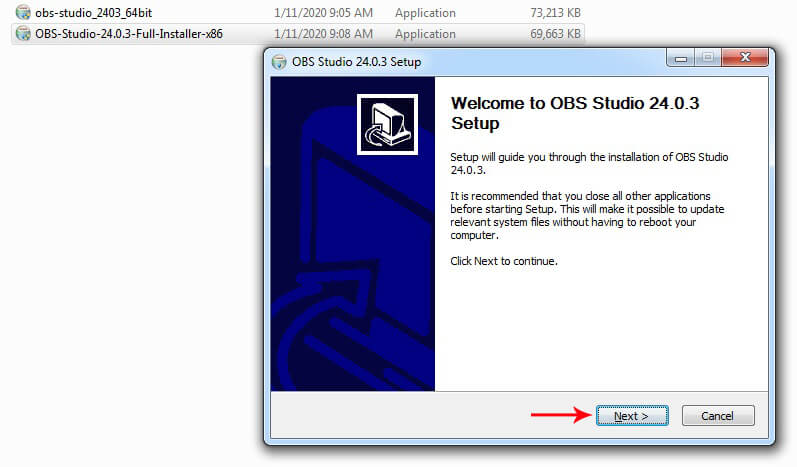 obs-studio_2403_64bit 1/11/2020 9:05 AM Application 73,213 KB
OBS-Studio-24.0.3-Full-Installer-x86 1/11/2020 9:08 AM Application 69,663 KB
OBS Studio 24.0.3 Setup
Welcome to OBS Studio 24.0.3
Setup
Setup will guide you through the installation of OBS Studio
24.0.3.
It is recommended that you close all other applications
before starting Setup. This will make it possible to update
relevant system files without having to reboot your
computer.
Click Next to continue.
Next > Cancel